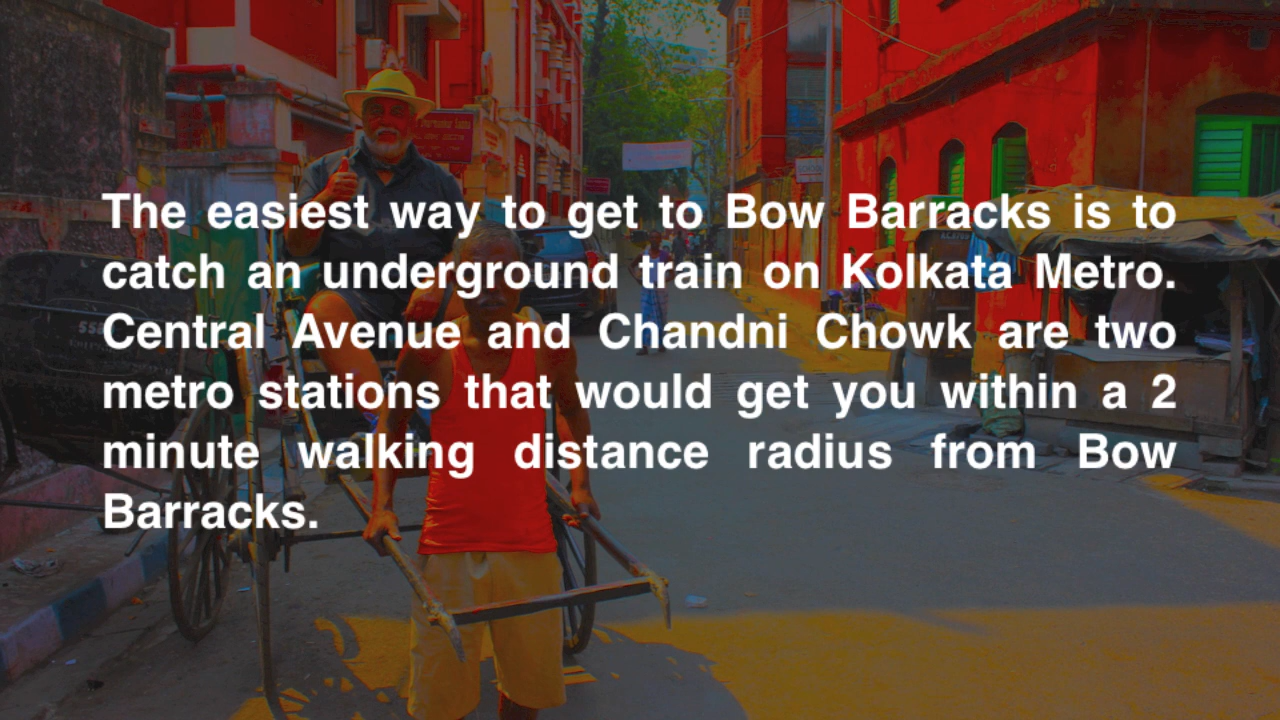 The easiest way to get to Bow Barracks is to
catch an underground train on Kolkata Metro.
Central Avenue and Chandni Chowk are two
metro stations that would get you within a 2
minute walking distance radius from Bow
Barracks.